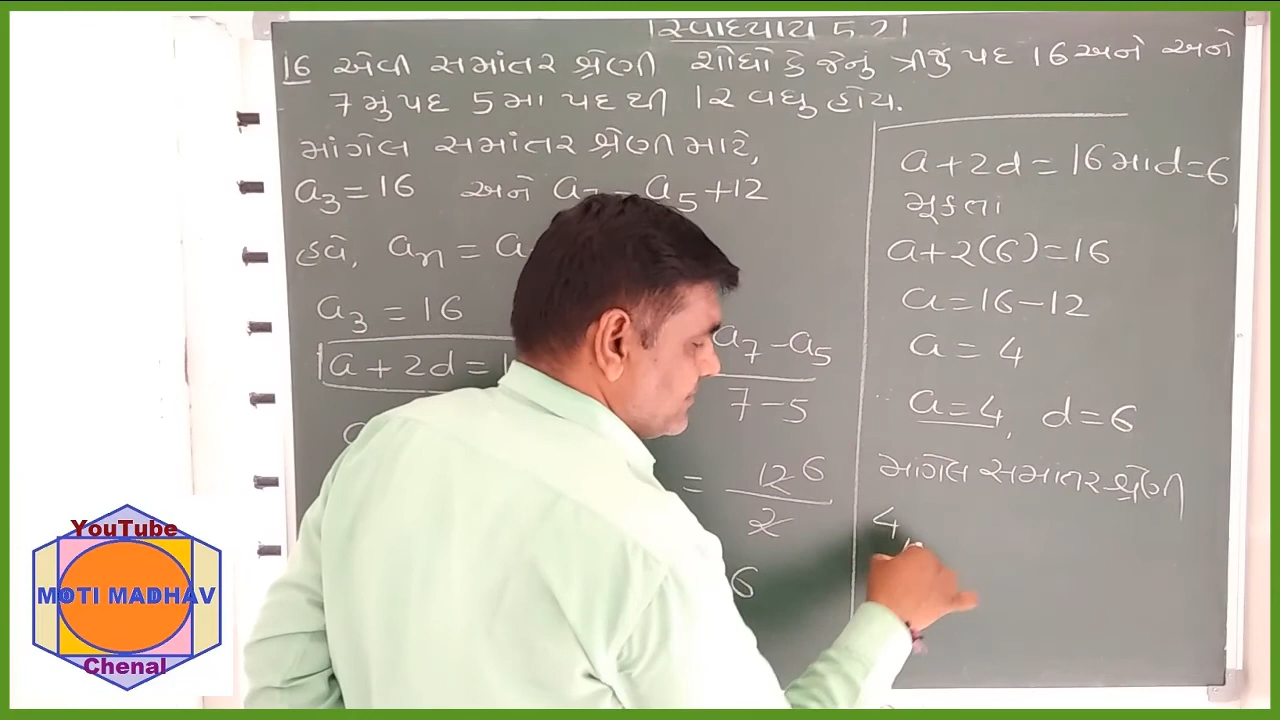 સ્વાધ્યાય 5.2
16 એવી સમાંતર શ્રેણી શોધો કે જેનું ત્રીજું પદ 16 અને અને
7 મું પદ 5 મા પદ થી 12 વધુ હોય.
માંગેલ સમાંતર શ્રેણી માટે,
a₃ = 16 અને a₇ = a₅ + 12
હવે, aₙ = a
a₃ = 16
a + 2d = 1
a₇ - a₅
7 - 5
= 12 6
2
6
a + 2d = 16 માં d = 6
મૂકતા
a + 2(6) = 16
a = 16 - 12
a = 4
a = 4, d = 6
માંગેલ સમાંતર શ્રેણી
4,
YouTube
MOTI MADHAV
Chenal